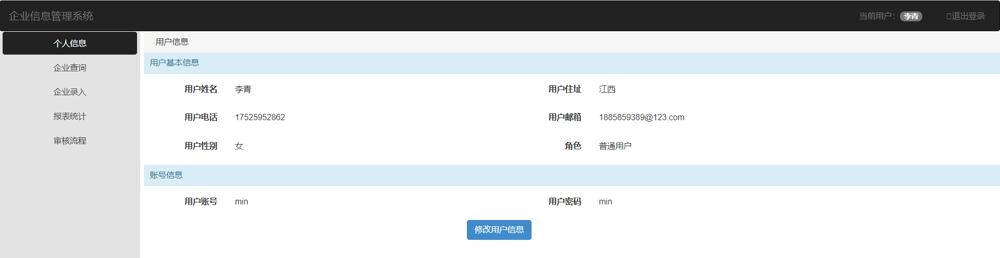 企业信息管理系统
当前用户： 李青 退出登录
个人信息
企业查询
企业录入
报表统计
审核流程
用户信息
用户基本信息
用户姓名 李青 用户住址 江西
用户电话 17525952862 用户邮箱 1885859389@123.com
用户性别 女 角色 普通用户
账号信息
用户账号 min 用户密码 min
修改用户信息